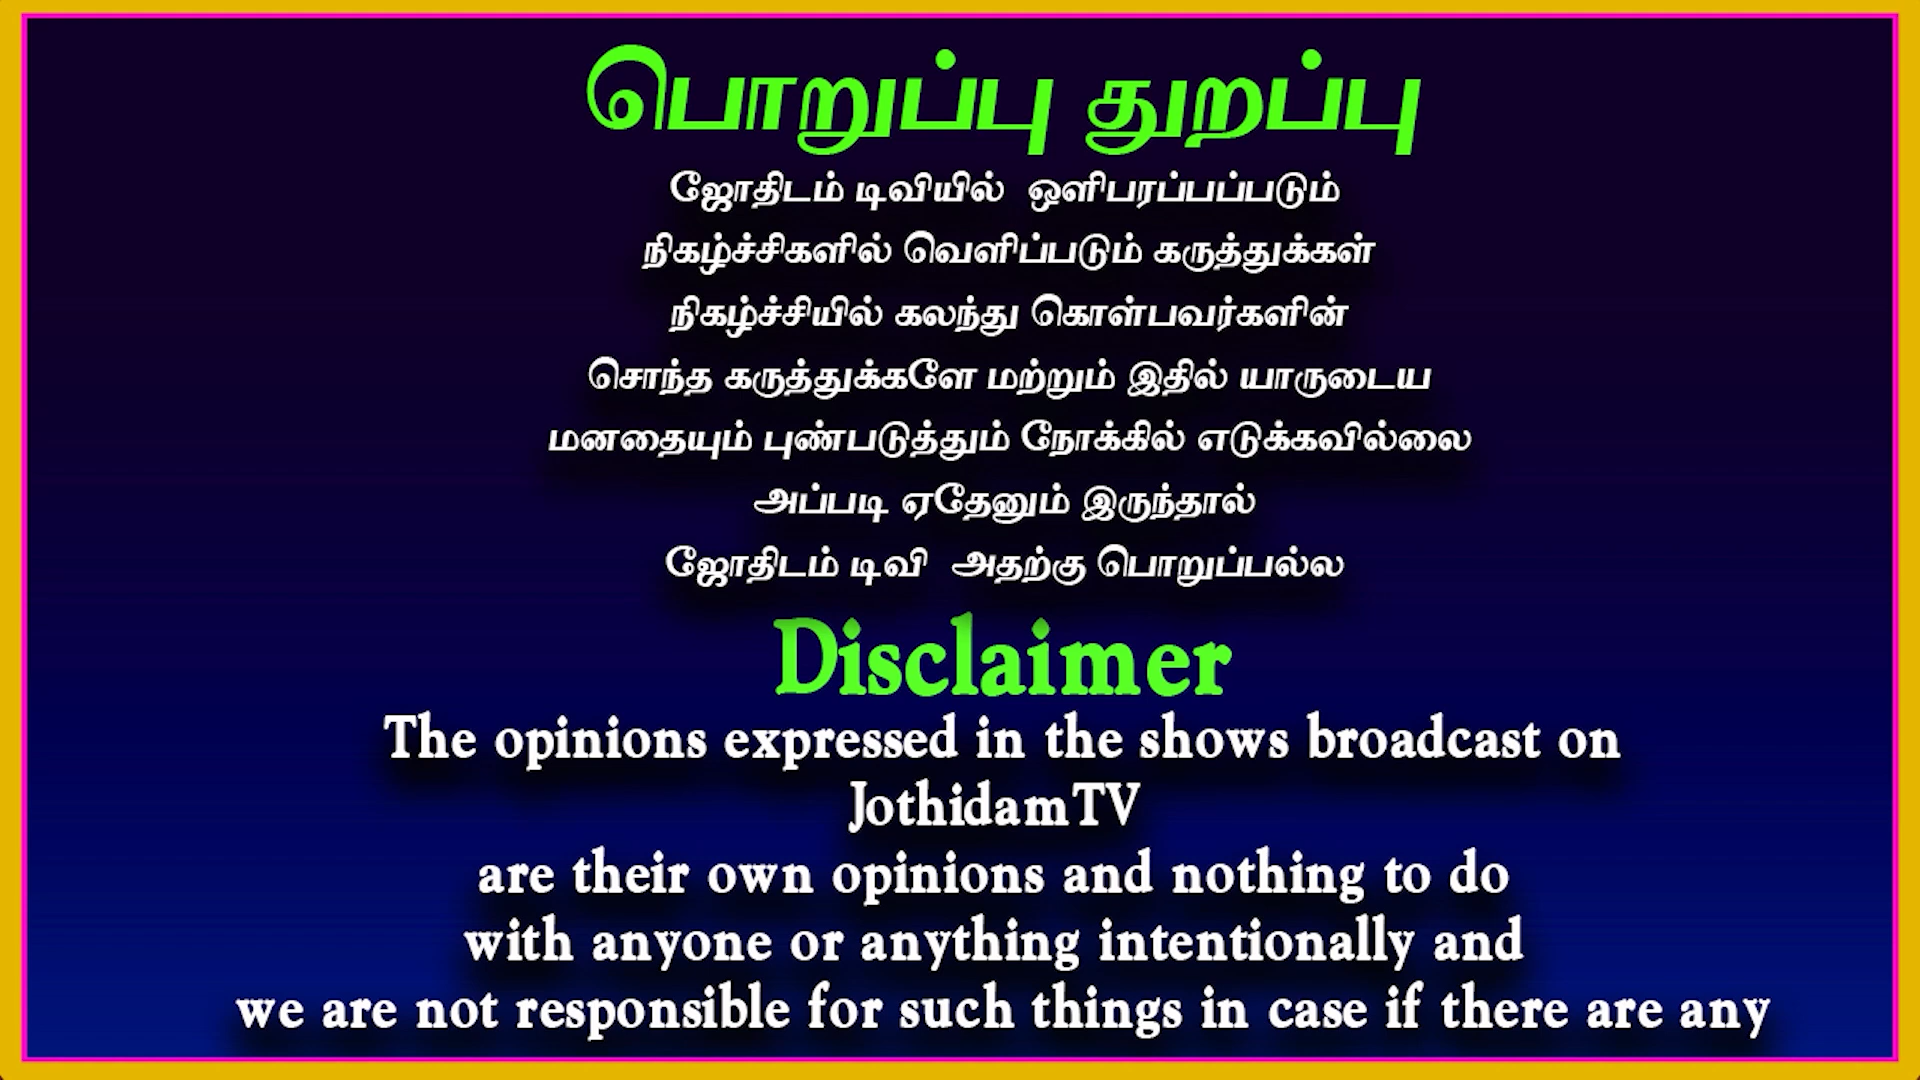 பொறுப்பு துறப்பு
ஜோதிடம் டிவியில் ஒளிபரப்பப்படும்
நிகழ்ச்சிகளில் வெளிப்படும் கருத்துக்கள்
நிகழ்ச்சியில் கலந்து கொள்பவர்களின்
சொந்த கருத்துக்களே மற்றும் இதில் யாருடைய
மனதையும் புண்படுத்தும் நோக்கில் எடுக்கவில்லை
அப்படி ஏதேனும் இருந்தால்
ஜோதிடம் டிவி அதற்கு பொறுப்பல்ல
Disclaimer
The opinions expressed in the shows broadcast on
JothidamTV
are their own opinions and nothing to do
with anyone or anything intentionally and
we are not responsible for such things in case if there are any